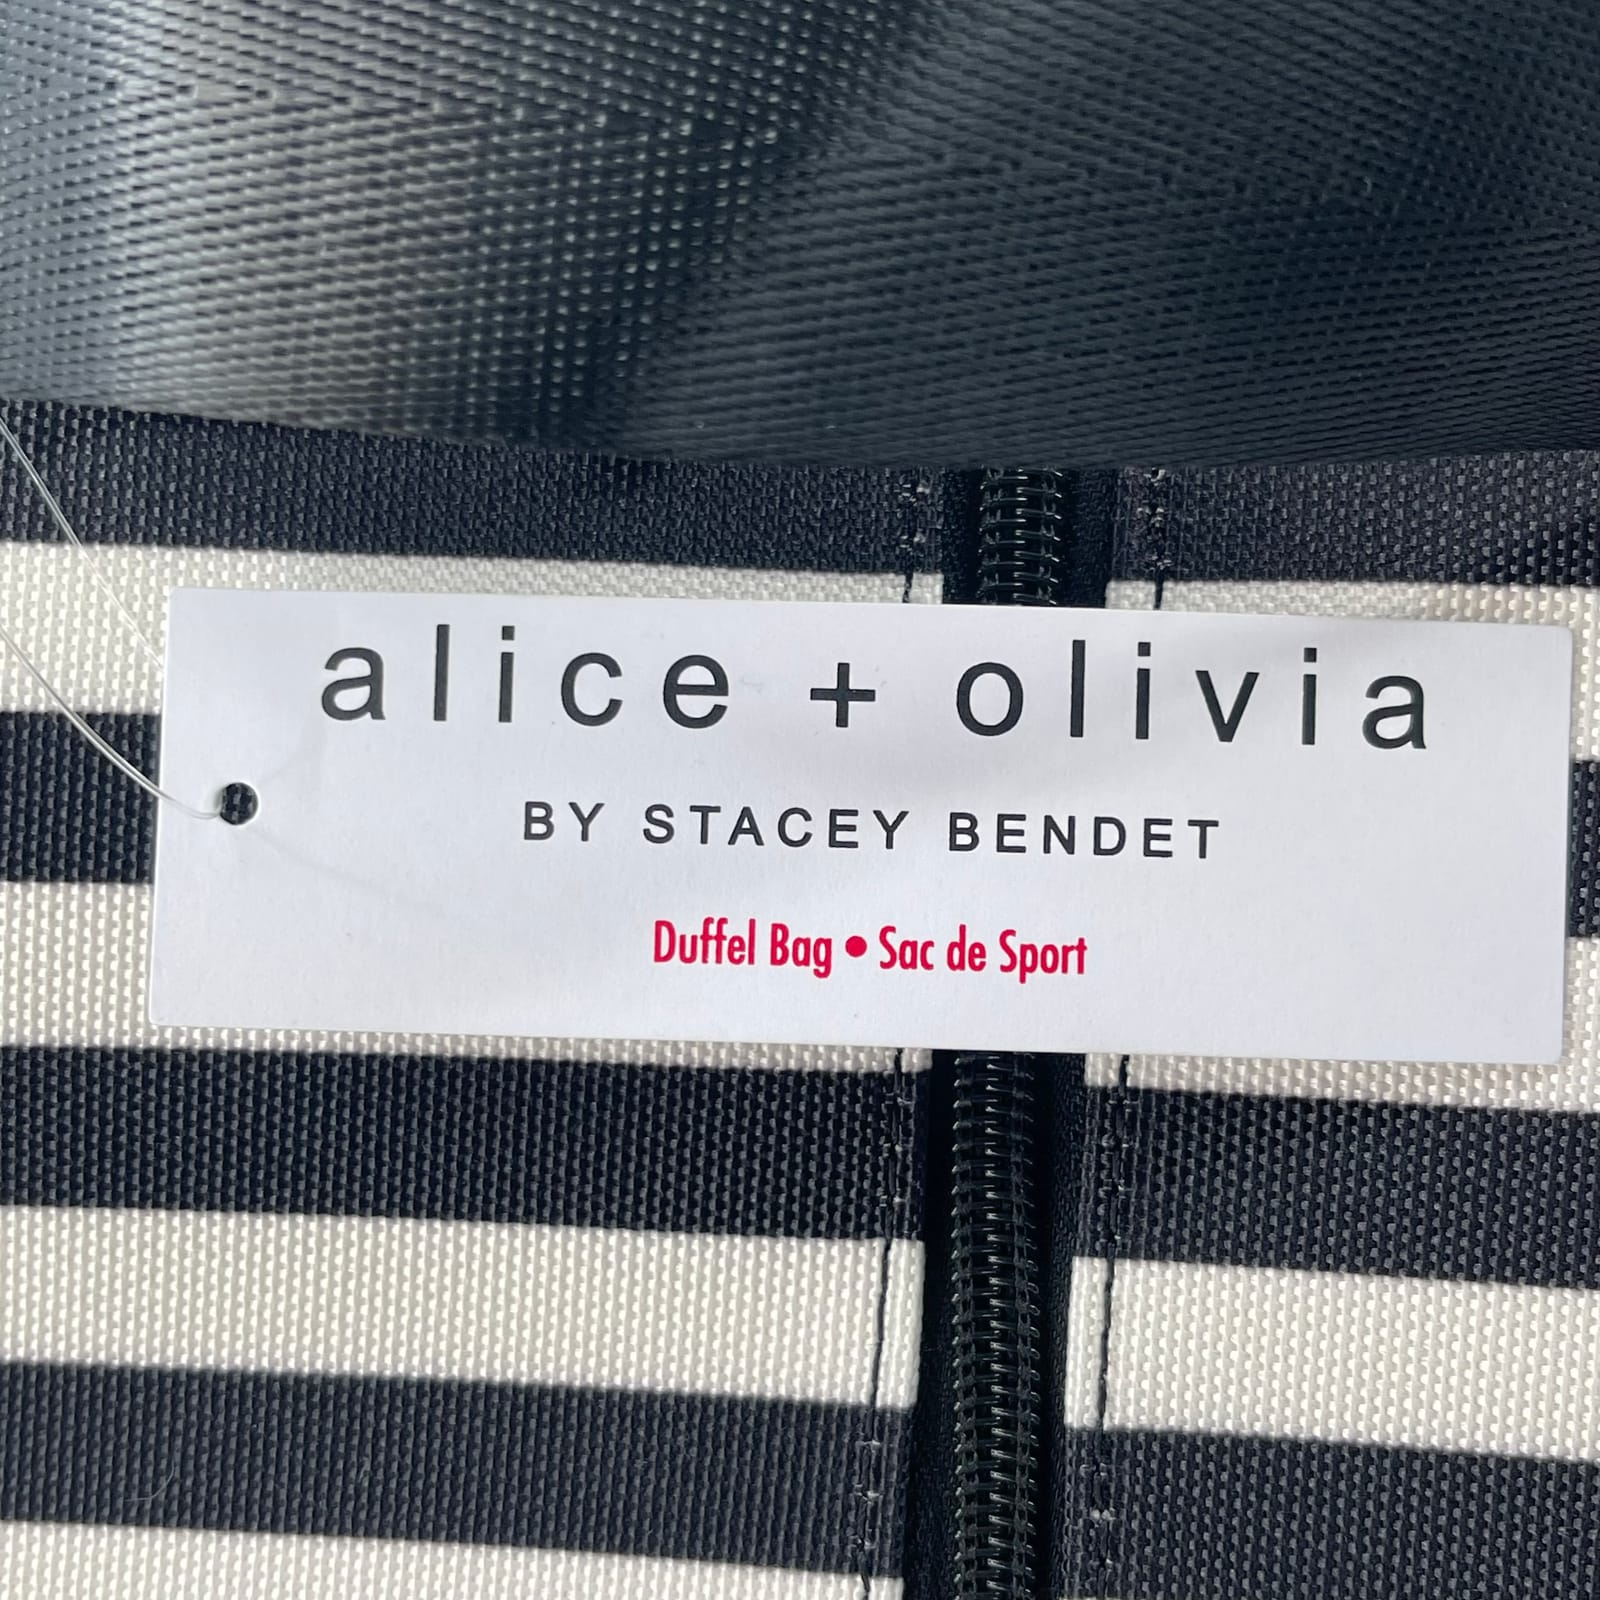 alice + olivia
BY STACEY BENDET
Duffel Bag • Sac de Sport